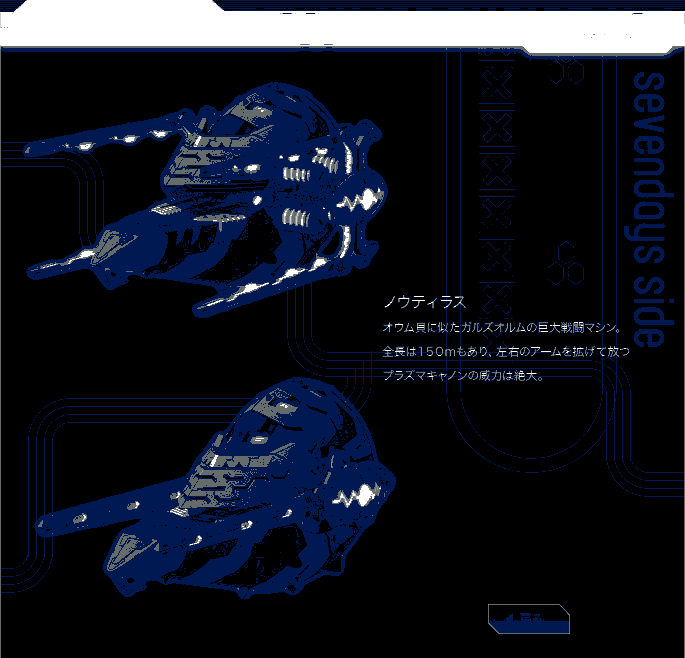 sevendays side
ノウティラス
オウム貝に似たガルズオルムの巨大戦闘マシン。
全長は150mもあり、左右のアームを拡げて放つ
プラズマキャノンの威力は絶大。